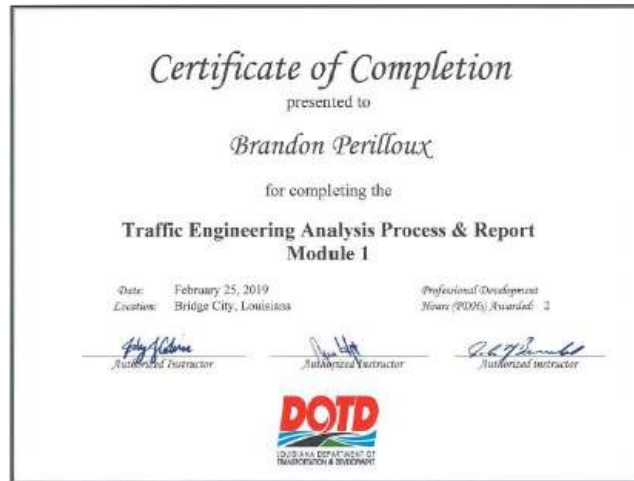 Certificate of Completion
presented to
Brandon Perilloux
for completing the
Traffic Engineering Analysis Process & Report
Module 1
Date: February 25, 2019
Professional Development
Location: Bridge City, Louisiana
Hours (PDHs) Awarded: 2
Authorized Instructor
Authorized Instructor
Authorized instructor
DOTD
LOUISIANA DEPARTMENT OF
TRANSPORTATION & DEVELOPMENT